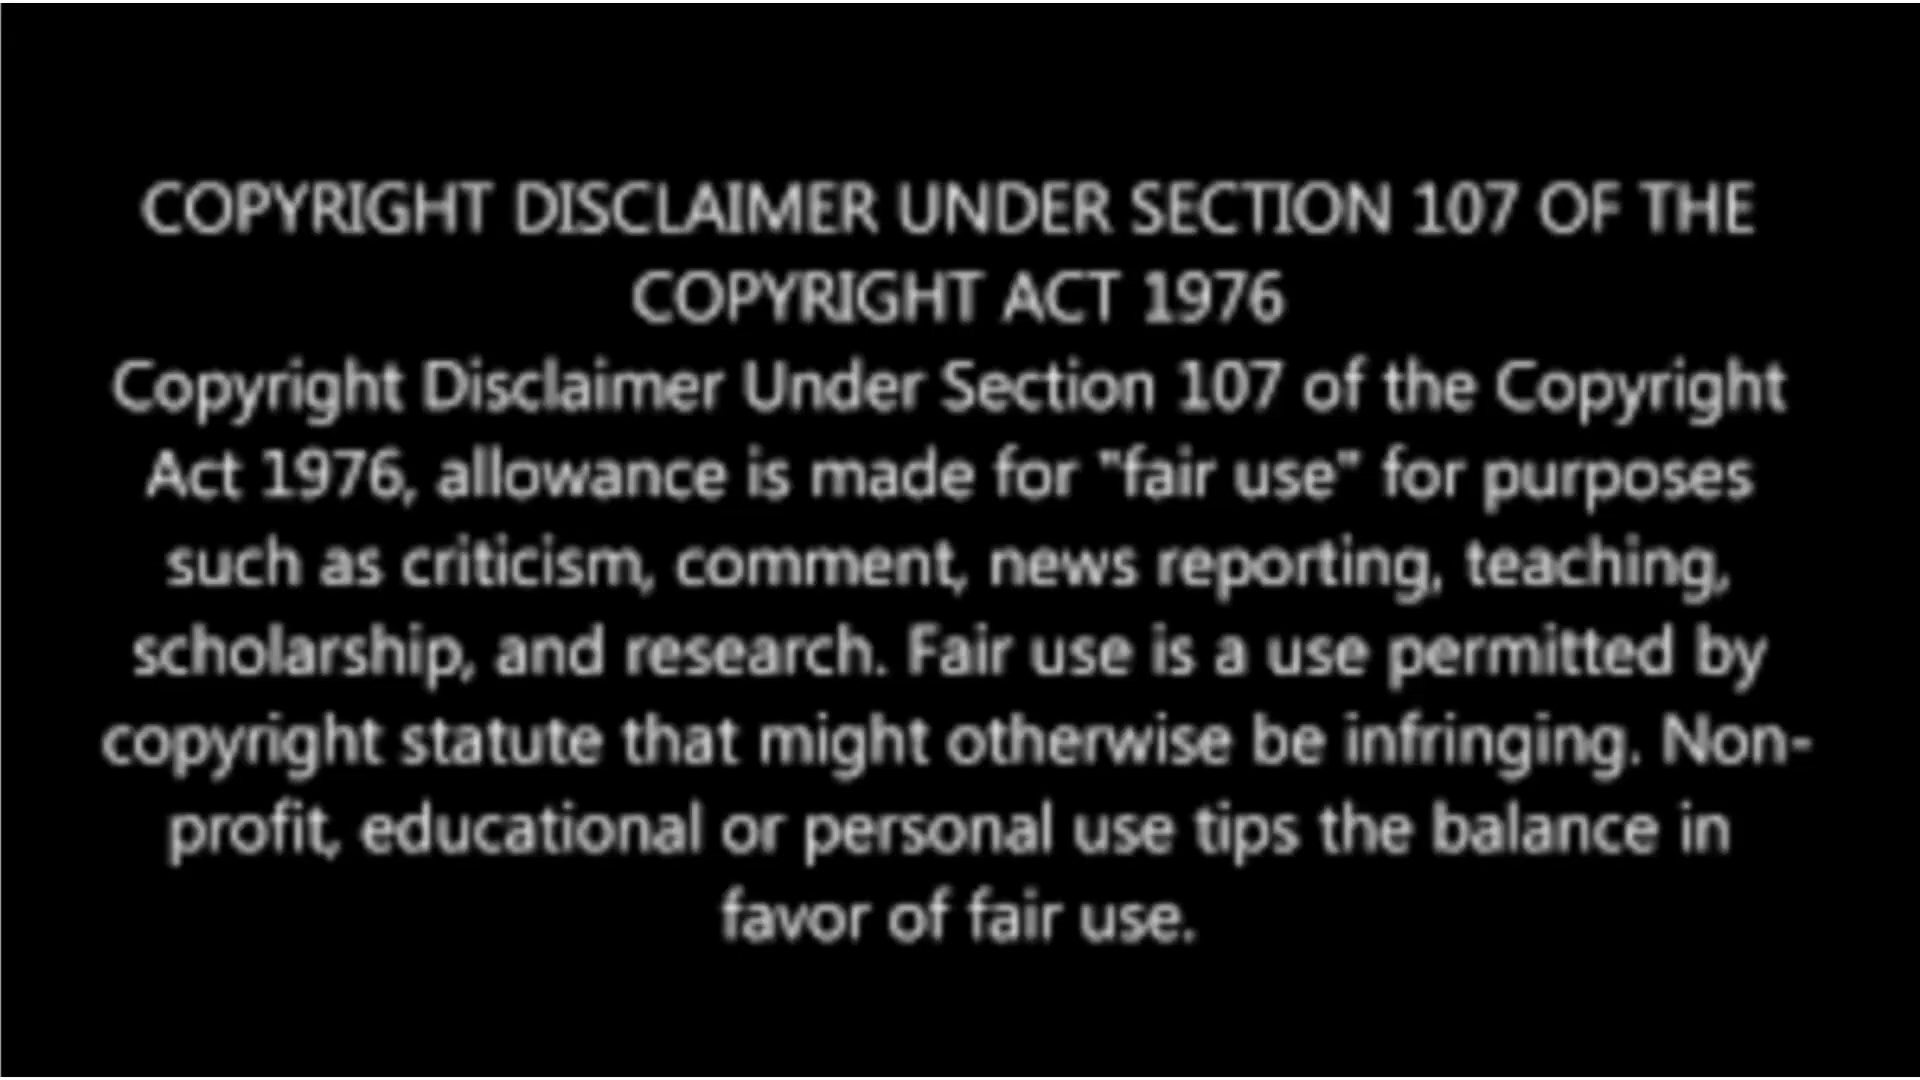 COPYRIGHT DISCLAIMER UNDER SECTION 107 OF THE
COPYRIGHT ACT 1976
Copyright Disclaimer Under Section 107 of the Copyright
Act 1976, allowance is made for "fair use" for purposes
such as criticism, comment, news reporting, teaching,
scholarship, and research. Fair use is a use permitted by
copyright statute that might otherwise be infringing. Non-
profit, educational or personal use tips the balance in
favor of fair use.